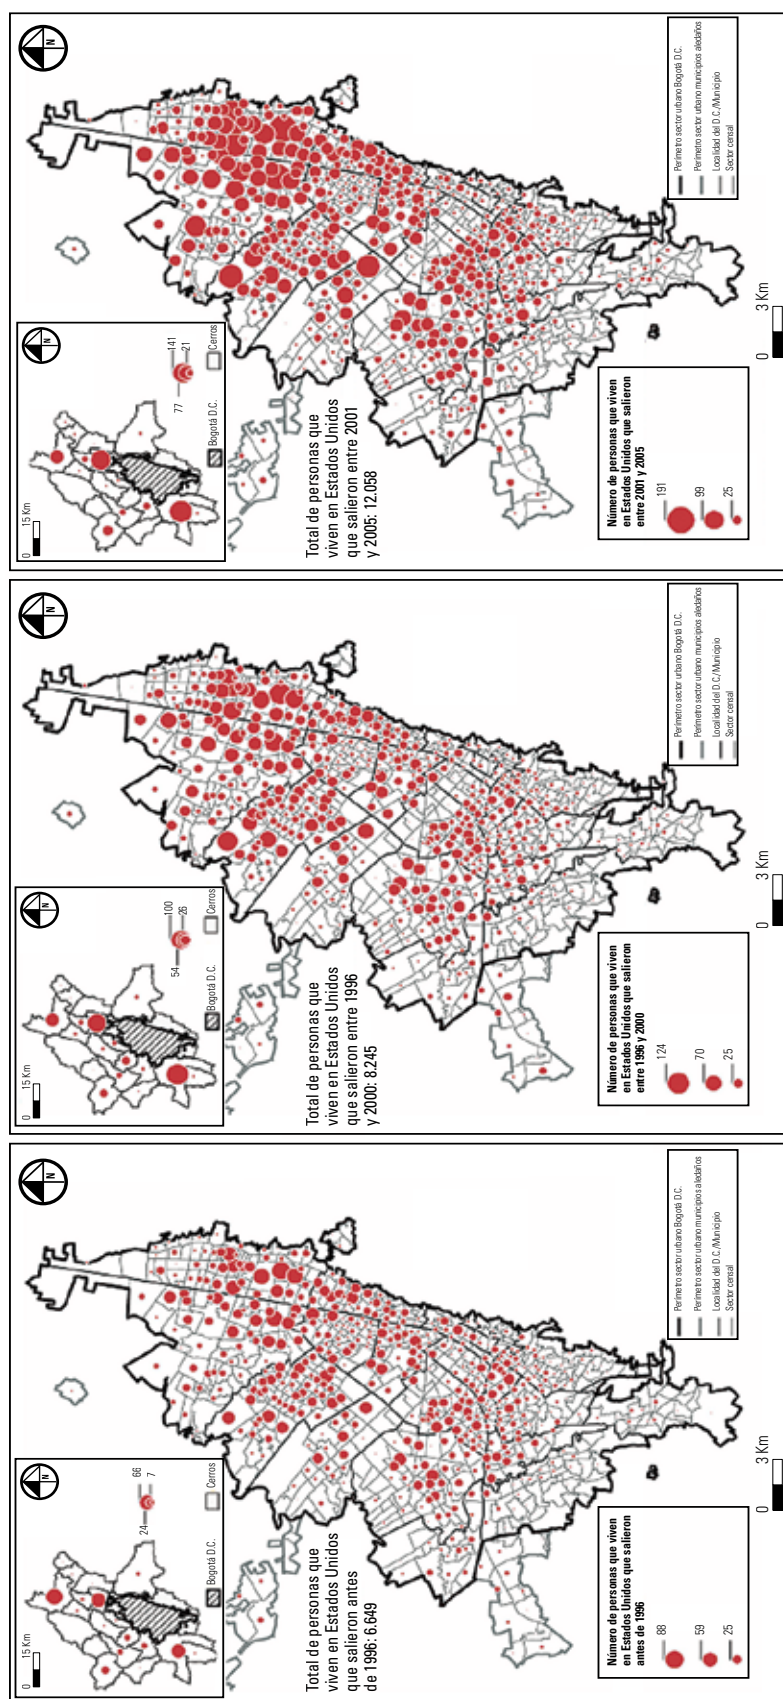 N
0 15 Km
N
141
77
21
Bogotá D.C.
Cerros
Total de personas que
viven en Estados Unidos
que salieron entre 2001
y 2005: 12.058
Número de personas que viven
en Estados Unidos que salieron
entre 2001 y 2005
191
99
25
Perímetro sector urbano Bogotá D.C.
Perímetro sector urbano municipios aledaños
Localidad del D.C./Municipio
Sector censal
0 3 Km
N
0 15 Km
N
100
54
26
Bogotá D.C.
Cerros
Total de personas que
viven en Estados Unidos
que salieron entre 1996
y 2000: 8.245
Número de personas que viven
en Estados Unidos que salieron
entre 1996 y 2000
124
70
25
Perímetro sector urbano Bogotá D.C.
Perímetro sector urbano municipios aledaños
Localidad del D.C./Municipio
Sector censal
0 3 Km
N
0 15 Km
N
66
24
7
Bogotá D.C.
Cerros
Total de personas que
viven en Estados Unidos
que salieron antes
de 1996: 6.649
Número de personas que viven
en Estados Unidos que salieron
antes de 1996
88
59
25
Perímetro sector urbano Bogotá D.C.
Perímetro sector urbano municipios aledaños
Localidad del D.C./Municipio
Sector censal
0 3 Km